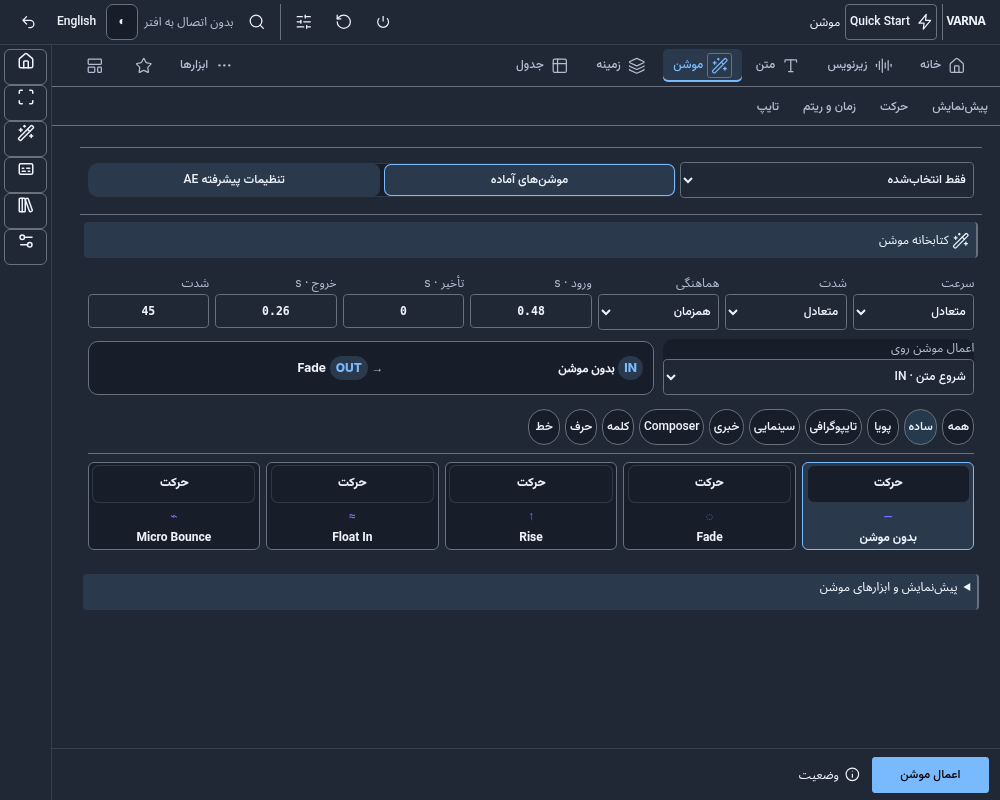 VARNA
Quick Start
موشن
بدون اتصال به افتر
English
خانه
زیرنویس
متن
موشن
زمینه
جدول
ابزارها
پیش‌نمایش
حرکت
زمان و ریتم
تایپ
فقط انتخاب‌شده
موشن‌های آماده
تنظیمات پیشرفته AE
کتابخانه موشن
سرعت
شدت
هماهنگی
ورود · s
تأخیر · s
خروج · s
شدت
متعادل
متعادل
همزمان
0.48
0
0.26
45
اعمال موشن روی
شروع متن · IN
IN بدون موشن
→ OUT Fade
همه
ساده
پویا
تایپوگرافی
سینمایی
خبری
Composer
کلمه
حرف
خط
حرکت
حرکت
حرکت
حرکت
حرکت
بدون موشن
Fade
Rise
Float In
Micro Bounce
پیش‌نمایش و ابزارهای موشن
اعمال موشن
وضعیت